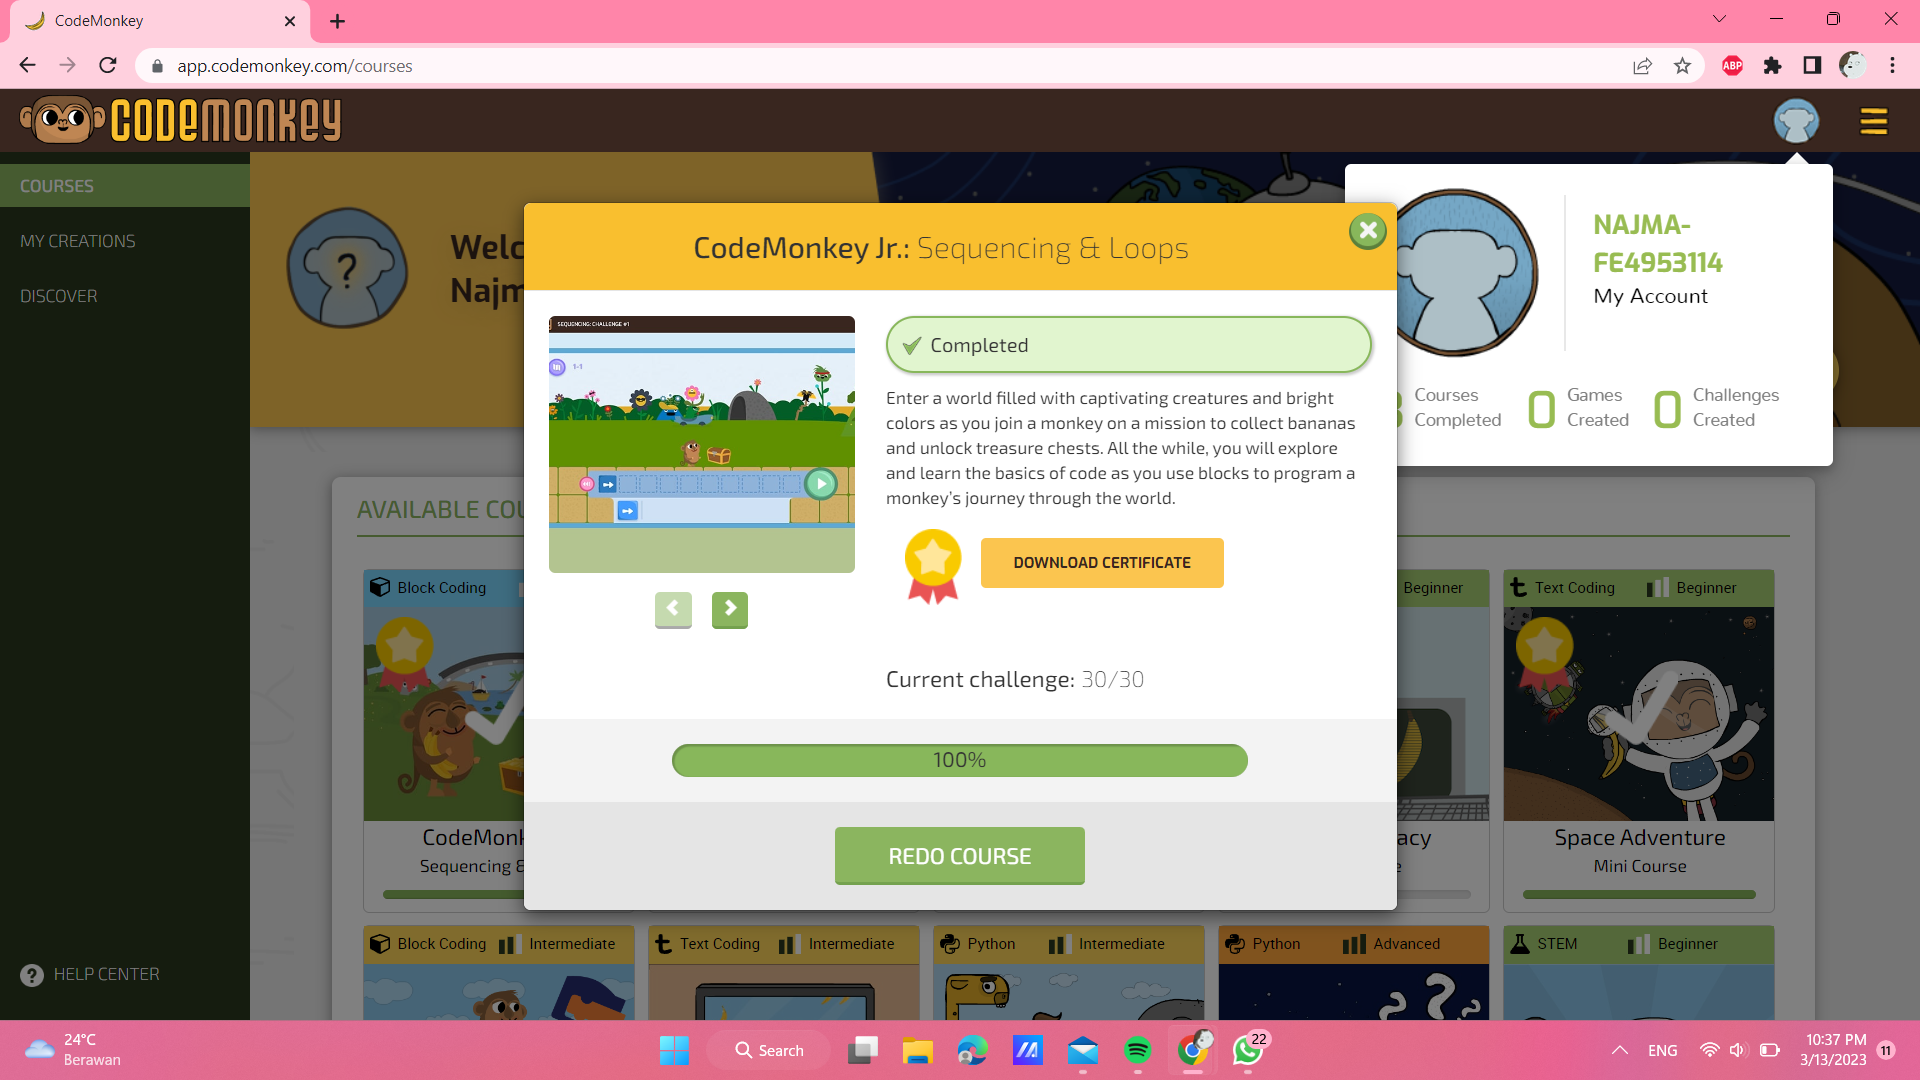 CodeMonkey
app.codemonkey.com/courses
ABP
CODEMONKEY
COURSES
MY CREATIONS
DISCOVER
HELP CENTER
Welc
Najm
?
NAJMA-
FE4953114
My Account
Courses
Completed
0 Games
Created
0 Challenges
Created
CodeMonkey Jr.: Sequencing & Loops
SEQUENCING: CHALLENGE #1
1-1
Completed
Enter a world filled with captivating creatures and bright
colors as you join a monkey on a mission to collect bananas
and unlock treasure chests. All the while, you will explore
and learn the basics of code as you use blocks to program a
monkey's journey through the world.
DOWNLOAD CERTIFICATE
Current challenge: 30/30
100%
REDO COURSE
AVAILABLE COU
Block Coding
Beginner
Text Coding Beginner
CodeMonk
Sequencing &
acy
Space Adventure
Mini Course
Block Coding Intermediate
Text Coding Intermediate
Python Intermediate
Python Advanced
STEM Beginner
24°C
Berawan
Search
22
ENG
10:37 PM
3/13/2023
11